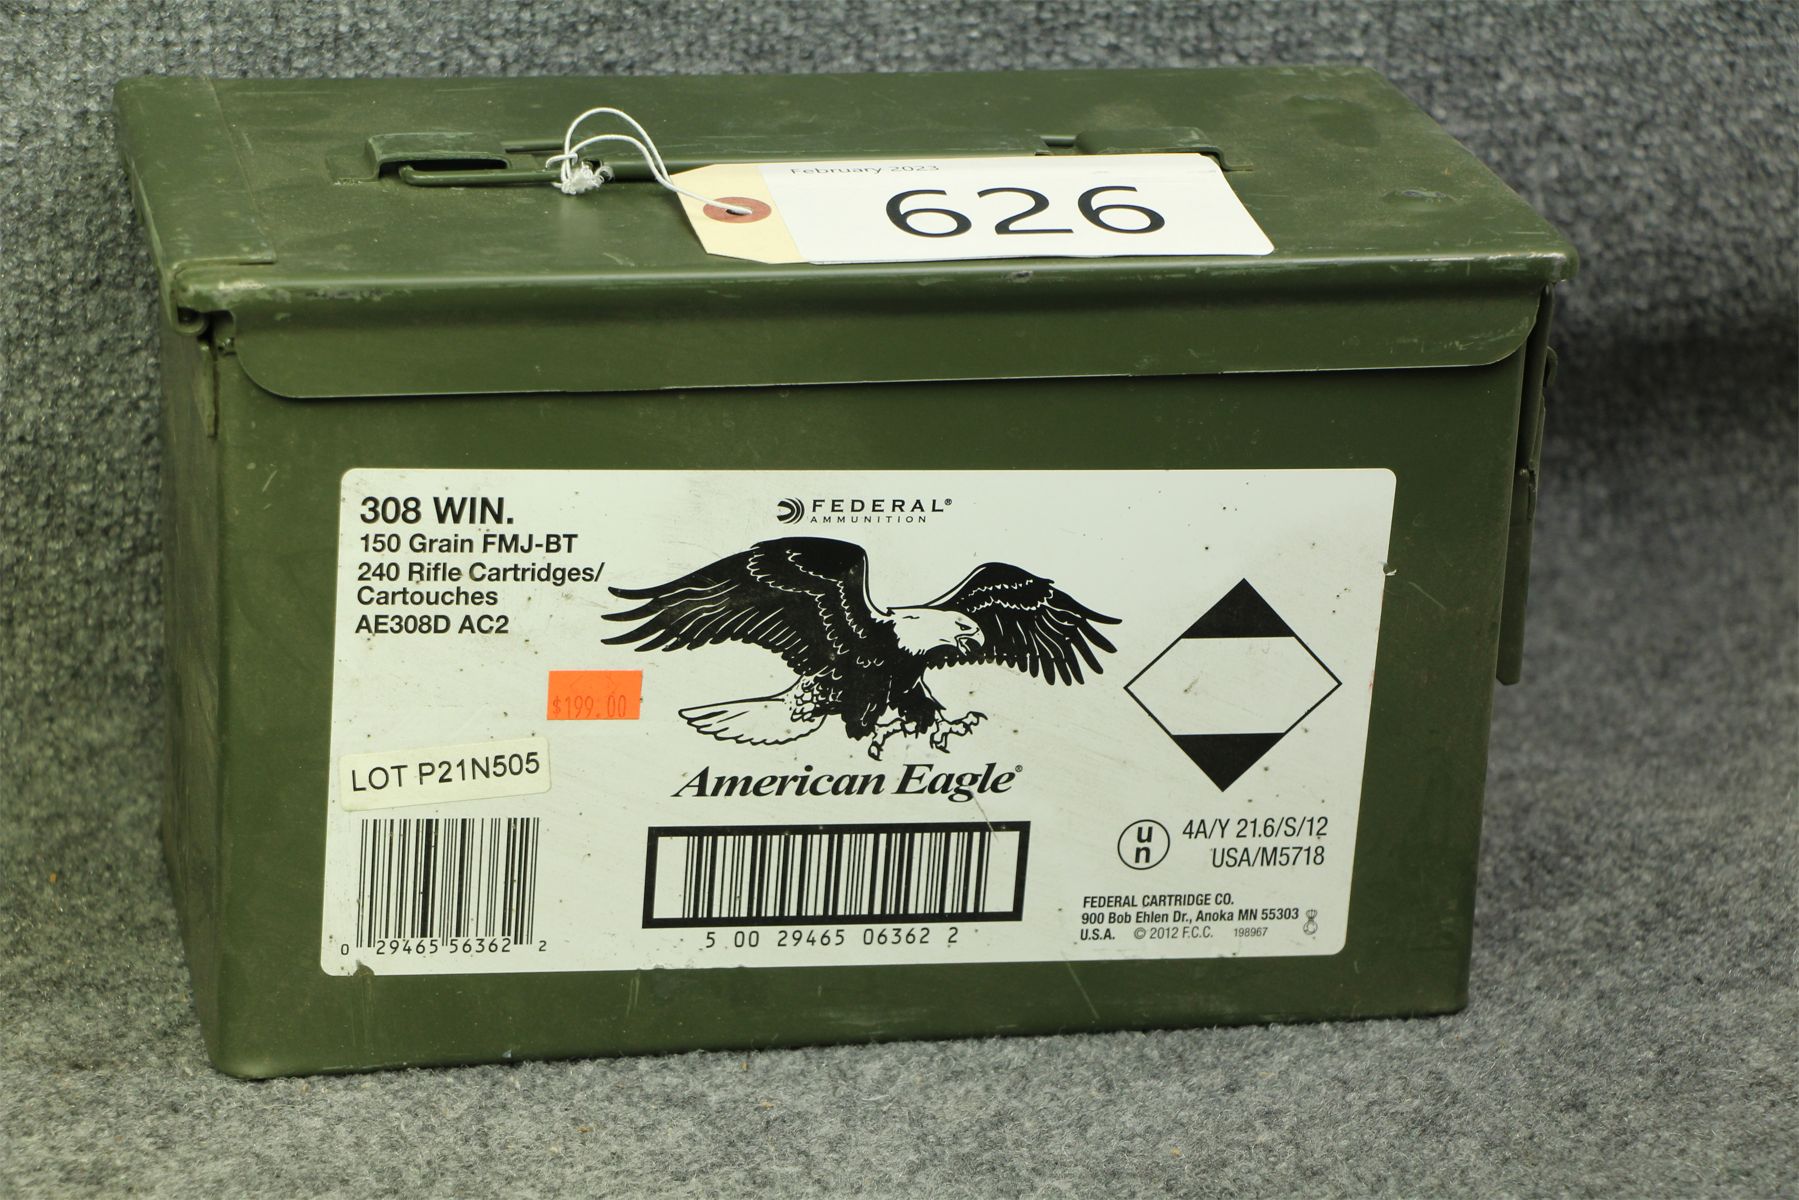 February 2023
626
308 WIN.
150 Grain FMJ-BT
240 Rifle Cartridges/
Cartouches
AE308D AC2
FEDERAL®
AMMUNITION
$199.00
LOT P21N505
American Eagle®
0 29465 56362 2
5 00 29465 06362 2
u
n
4A/Y 21.6/S/12
USA/M5718
FEDERAL CARTRIDGE CO.
900 Bob Ehlen Dr., Anoka MN 55303
U.S.A. © 2012 F.C.C. 198967